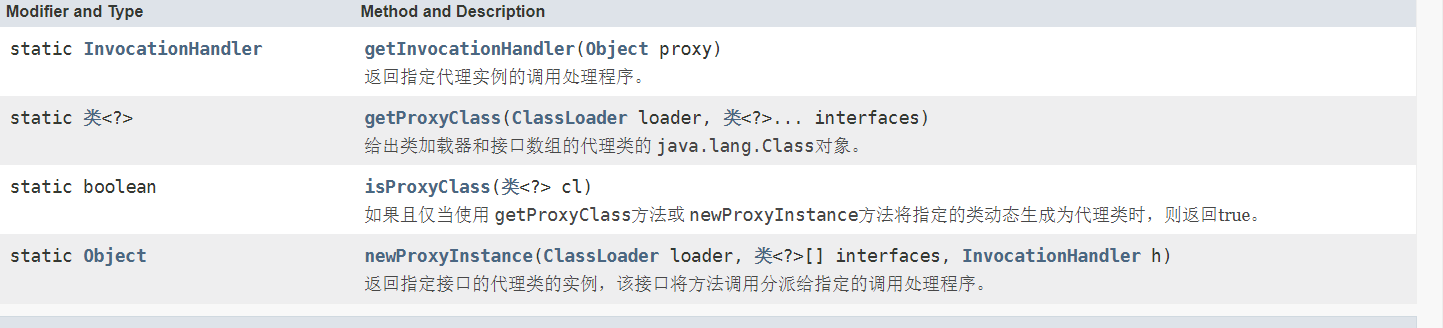 Modifier and Type Method and Description
static InvocationHandler getInvocationHandler(Object proxy)
返回指定代理实例的调用处理程序。
static 类<?> getProxyClass(ClassLoader loader, 类<?>... interfaces)
给出类加载器和接口数组的代理类的 java.lang.Class对象。
static boolean isProxyClass(类<?> cl)
如果且仅当使用 getProxyClass方法或 newProxyInstance方法将指定的类动态生成为代理类时，则返回true。
static Object newProxyInstance(ClassLoader loader, 类<?>[] interfaces, InvocationHandler h)
返回指定接口的代理类的实例，该接口将方法调用分派给指定的调用处理程序。